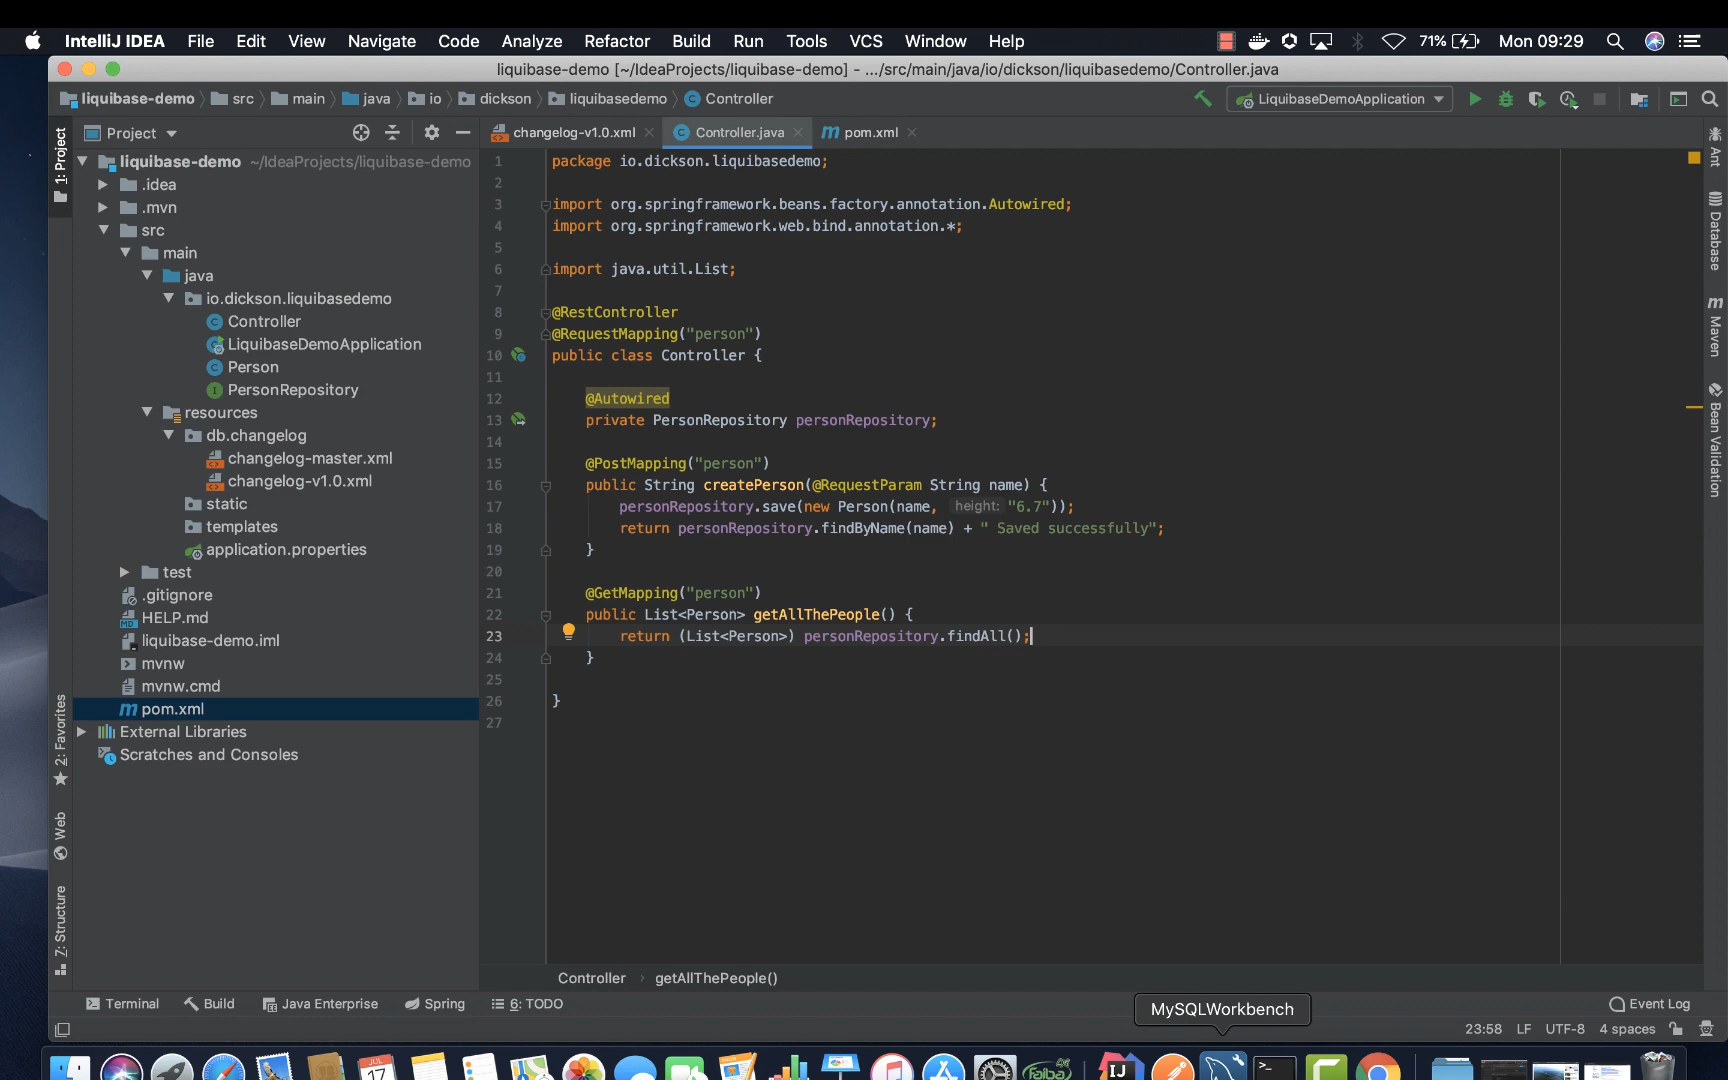 IntelliJ IDEA File Edit View Navigate Code Analyze Refactor Build Run Tools VCS Window Help 71% Mon 09:29
liquibase-demo [~/IdeaProjects/liquibase-demo] - .../src/main/java/io/dickson/liquibasedemo/Controller.java
liquibase-demo src main java io dickson liquibasedemo Controller LiquibaseDemoApplication
1: Project
Project
changelog-v1.0.xml Controller.java pom.xml
liquibase-demo ~/IdeaProjects/liquibase-demo
.idea
.mvn
src
main
java
io.dickson.liquibasedemo
Controller
LiquibaseDemoApplication
Person
PersonRepository
resources
db.changelog
changelog-master.xml
changelog-v1.0.xml
static
templates
application.properties
test
.gitignore
HELP.md
liquibase-demo.iml
mvnw
mvnw.cmd
pom.xml
External Libraries
Scratches and Consoles
2: Favorites
Web
7: Structure
1 package io.dickson.liquibasedemo;
2
3 import org.springframework.beans.factory.annotation.Autowired;
4 import org.springframework.web.bind.annotation.*;
5
6 import java.util.List;
7
8 @RestController
9 @RequestMapping("person")
10 public class Controller {
11
12 @Autowired
13 private PersonRepository personRepository;
14
15 @PostMapping("person")
16 public String createPerson(@RequestParam String name) {
17 personRepository.save(new Person(name, height: "6.7"));
18 return personRepository.findByName(name) + " Saved successfully";
19 }
20
21 @GetMapping("person")
22 public List<Person> getAllThePeople() {
23 return (List<Person>) personRepository.findAll();
24 }
25
26 }
27
Ant
Database
Maven
Bean Validation
Controller getAllThePeople()
Terminal Build Java Enterprise Spring 6: TODO Event Log
MySQLWorkbench
23:58 LF UTF-8 4 spaces
JUL
17
faiba
IJ